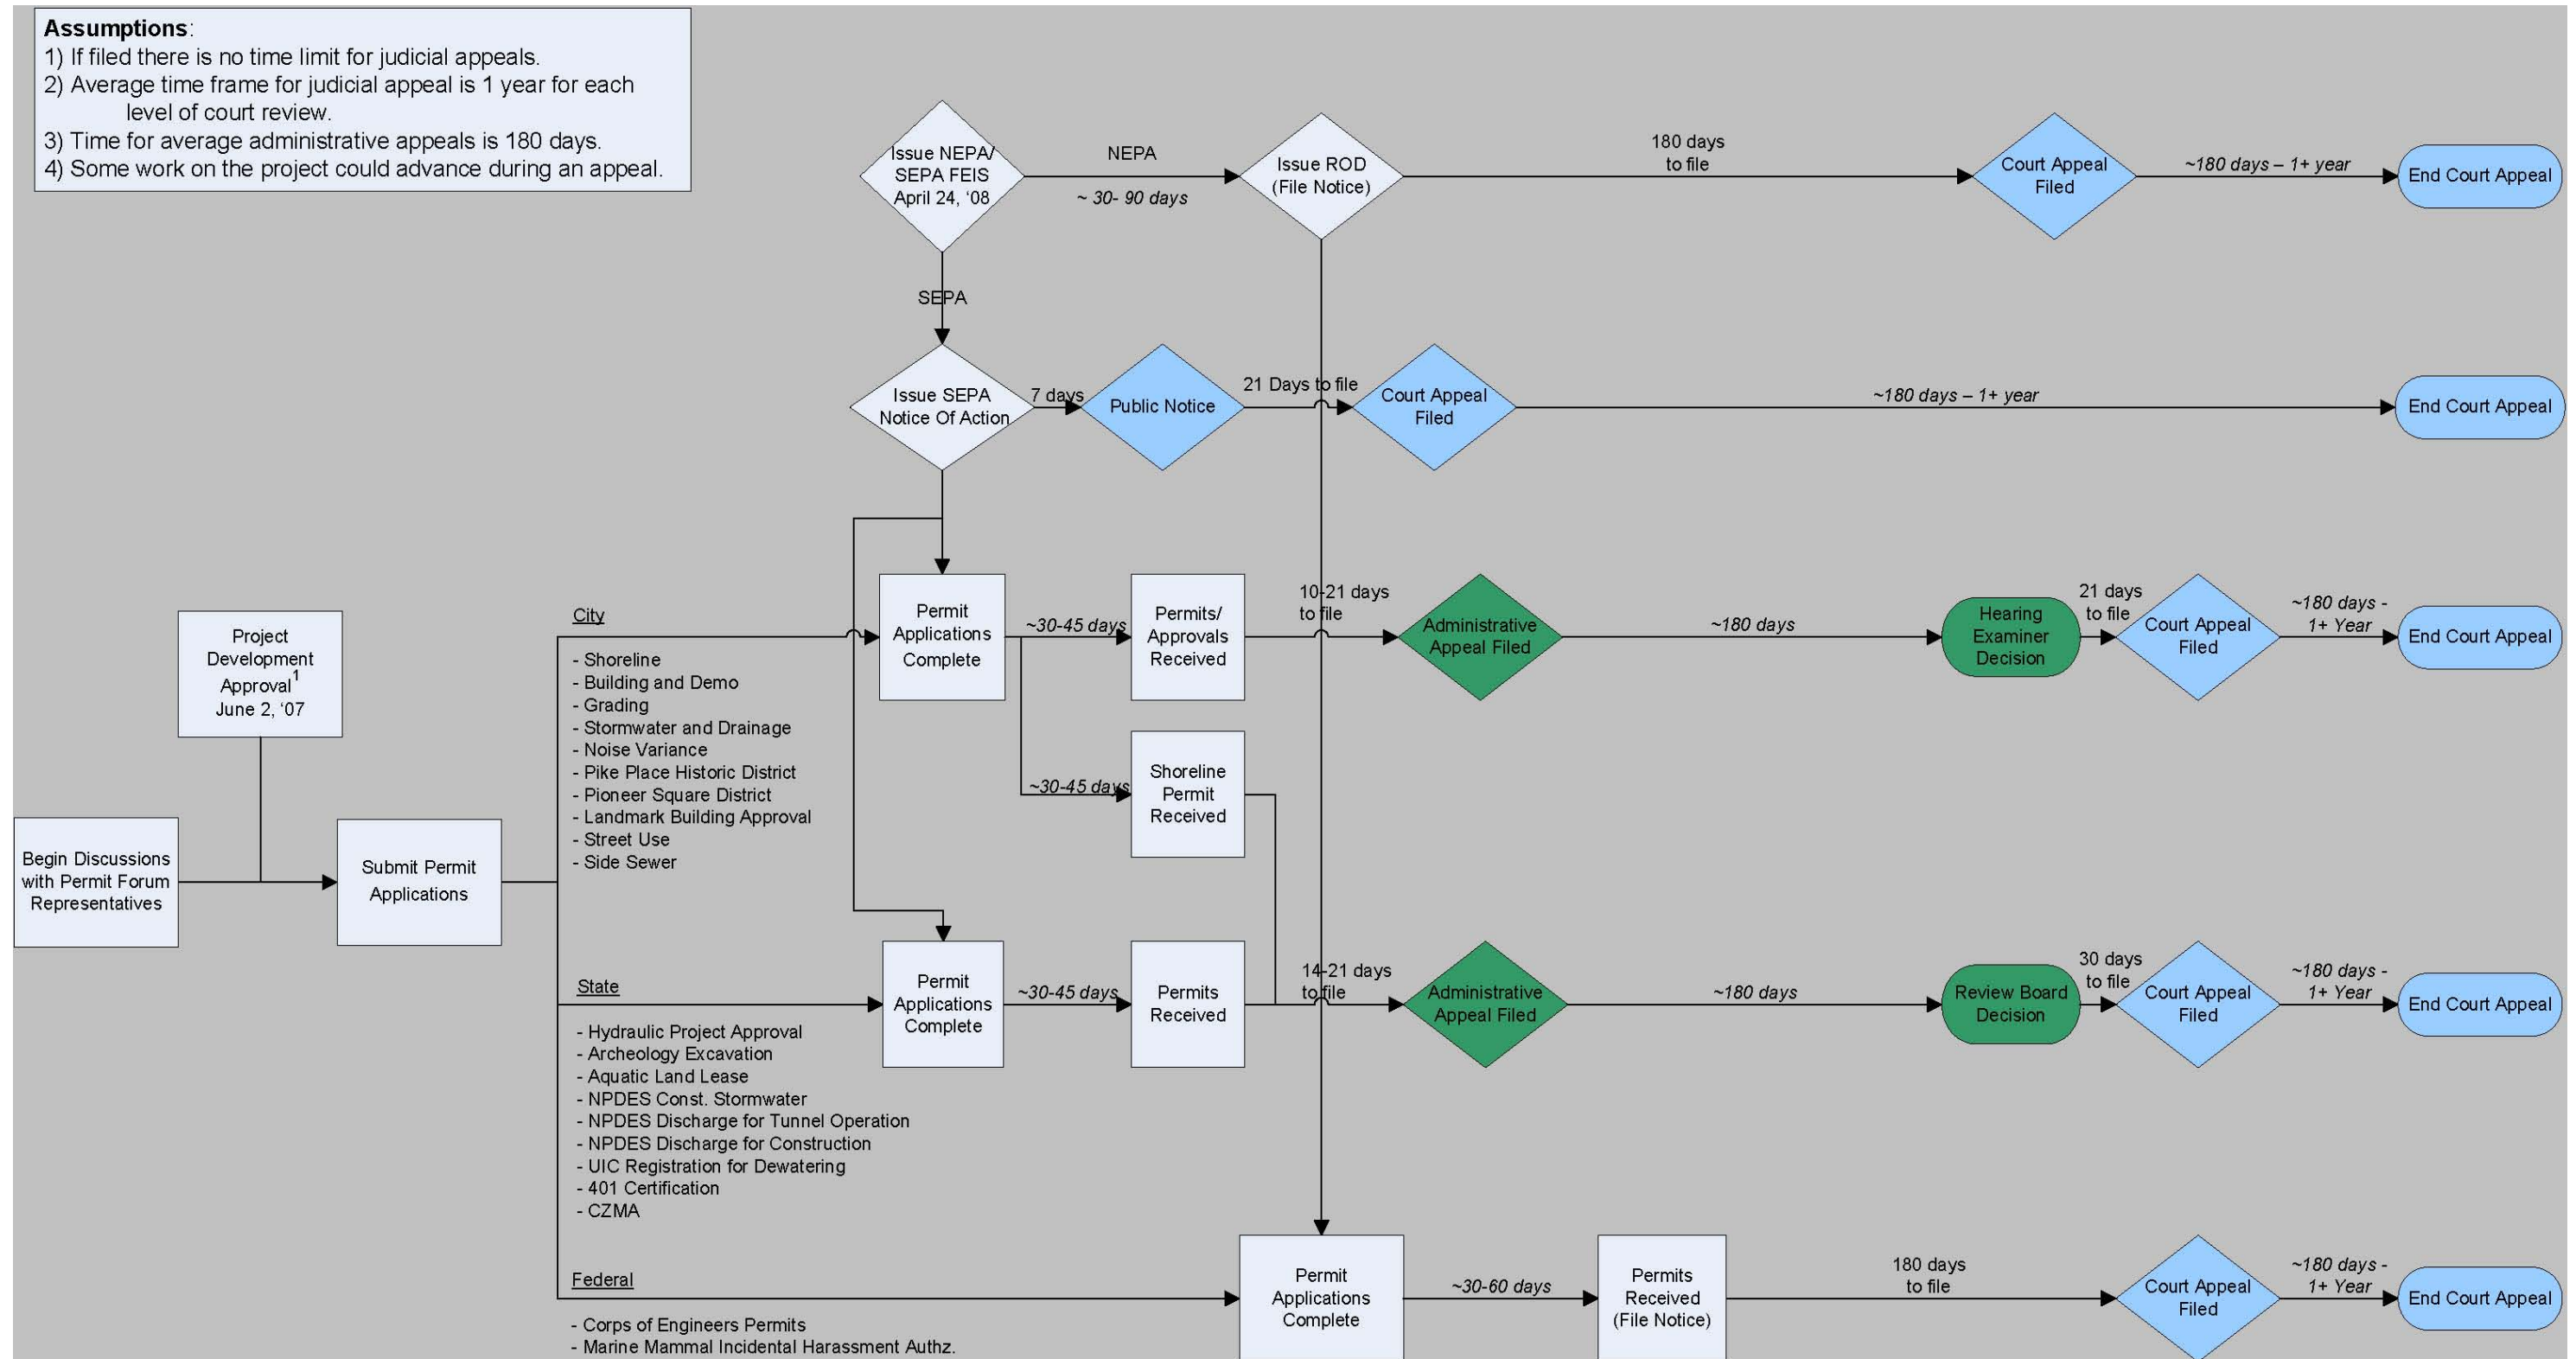 Assumptions:
1) If filed there is no time limit for judicial appeals.
2) Average time frame for judicial appeal is 1 year for each
level of court review.
3) Time for average administrative appeals is 180 days.
4) Some work on the project could advance during an appeal.
Issue NEPA/
SEPA FEIS
April 24, ‘08
NEPA
~ 30- 90 days
Issue ROD
(File Notice)
180 days
to file
Court Appeal
Filed
~180 days – 1+ year
End Court Appeal
SEPA
Issue SEPA
Notice Of Action
7 days
Public Notice
21 Days to file
Court Appeal
Filed
~180 days – 1+ year
End Court Appeal
Project
Development
Approval1
June 2, ‘07
Begin Discussions
with Permit Forum
Representatives
Submit Permit
Applications
City
- Shoreline
- Building and Demo
- Grading
- Stormwater and Drainage
- Noise Variance
- Pike Place Historic District
- Pioneer Square District
- Landmark Building Approval
- Street Use
- Side Sewer
Permit
Applications
Complete
~30-45 days
Permits/
Approvals
Received
10-21 days
to file
Administrative
Appeal Filed
~180 days
Hearing
Examiner
Decision
21 days
to file
Court Appeal
Filed
~180 days -
1+ Year
End Court Appeal
~30-45 days
Shoreline
Permit
Received
State
- Hydraulic Project Approval
- Archeology Excavation
- Aquatic Land Lease
- NPDES Const. Stormwater
- NPDES Discharge for Tunnel Operation
- NPDES Discharge for Construction
- UIC Registration for Dewatering
- 401 Certification
- CZMA
Permit
Applications
Complete
~30-45 days
Permits
Received
14-21 days
to file
Administrative
Appeal Filed
~180 days
Review Board
Decision
30 days
to file
Court Appeal
Filed
~180 days -
1+ Year
End Court Appeal
Federal
- Corps of Engineers Permits
- Marine Mammal Incidental Harassment Authz.
Permit
Applications
Complete
~30-60 days
Permits
Received
(File Notice)
180 days
to file
Court Appeal
Filed
~180 days -
1+ Year
End Court Appeal